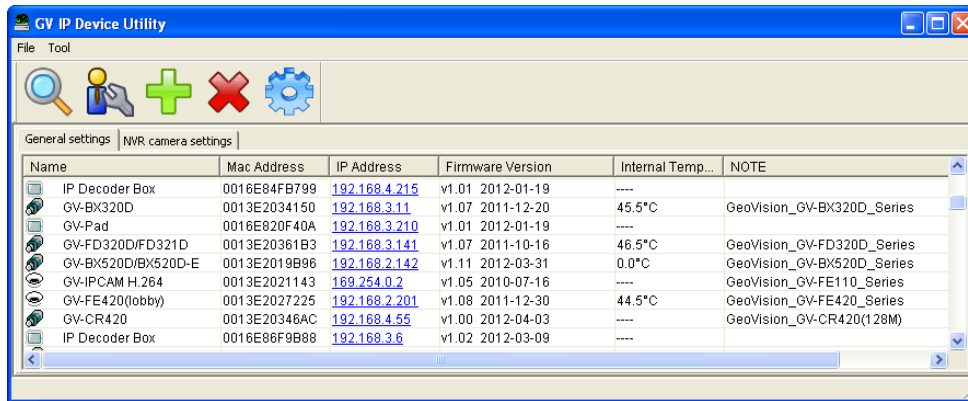 GV IP Device Utility
File Tool
General settings NVR camera settings
Name Mac Address IP Address Firmware Version Internal Temp... NOTE
IP Decoder Box 0016E84FB799 192.168.4.215 v1.01 2012-01-19 ----
GV-BX320D 0013E2034150 192.168.3.11 v1.07 2011-12-20 45.5°C GeoVision_GV-BX320D_Series
GV-Pad 0016E820F40A 192.168.3.210 v1.01 2012-01-19 ----
GV-FD320D/FD321D 0013E20361B3 192.168.3.141 v1.07 2011-10-16 46.5°C GeoVision_GV-FD320D_Series
GV-BX520D/BX520D-E 0013E2019B96 192.168.2.142 v1.11 2012-03-31 0.0°C GeoVision_GV-BX520D_Series
GV-IPCAM H.264 0013E2021143 169.254.0.2 v1.05 2010-07-16 ---- GeoVision_GV-FE110_Series
GV-FE420(lobby) 0013E2027225 192.168.2.201 v1.08 2011-12-30 44.5°C GeoVision_GV-FE420_Series
GV-CR420 0013E20346AC 192.168.4.55 v1.00 2012-04-03 ---- GeoVision_GV-CR420(128M)
IP Decoder Box 0016E86F9B88 192.168.3.6 v1.02 2012-03-09 ----